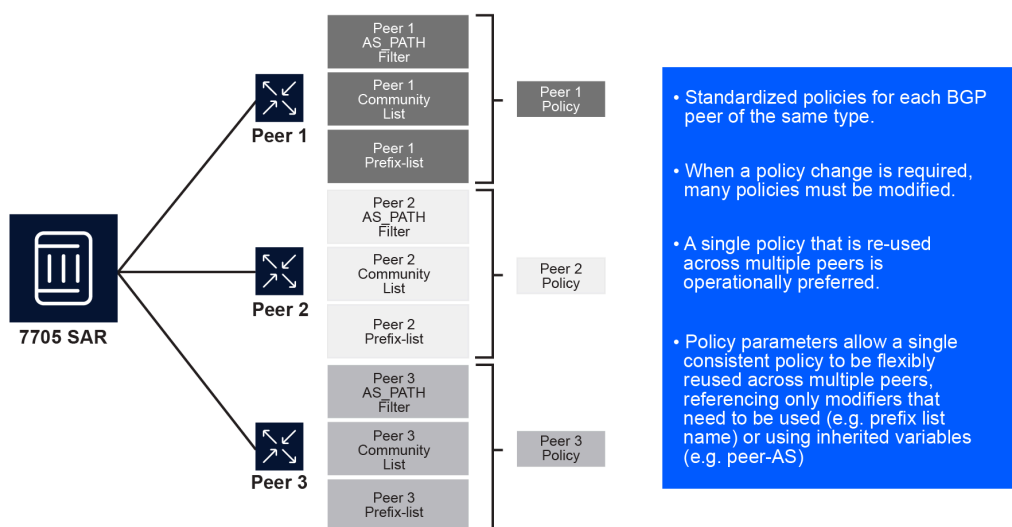 Peer 1
AS_PATH
Filter
Peer 1
Community
List
Peer 1
Prefix-list
Peer 1
Policy
Peer 1
Peer 2
AS_PATH
Filter
Peer 2
Community
List
Peer 2
Prefix-list
Peer 2
Policy
Peer 2
7705 SAR
Peer 3
AS_PATH
Filter
Peer 3
Community
List
Peer 3
Prefix-list
Peer 3
Policy
Peer 3
• Standardized policies for each BGP
peer of the same type.
• When a policy change is required,
many policies must be modified.
• A single policy that is re-used
across multiple peers is
operationally preferred.
• Policy parameters allow a single
consistent policy to be flexibly
reused across multiple peers,
referencing only modifiers that
need to be used (e.g. prefix list
name) or using inherited variables
(e.g. peer-AS)